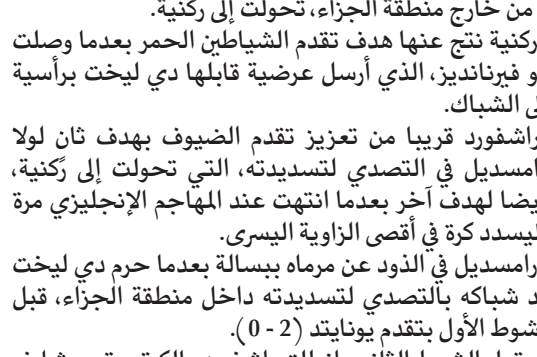 من خارج منطقة الجزاء، تحولت إلى ركنية.
ركنية نتج عنها هدف تقدم الشياطين الحمر بعدما وصلت
و فيرنانديز، الذي أرسل عرضية قابلها دي ليخت برأسية
الشباك.
راشفورد قريبا من تعزيز تقدم الضيوف بهدف ثان لولا
امسديل في التصدي لتسديدته، التي تحولت إلى رَكنية،
يضا لهدف آخر بعدما انتهت عند المهاجم الإنجليزي مرة
ليسدد كرة في أقصى الزاوية اليسرى.
رامسديل في الذود عن مرماه ببسالة بعدما حرم دي ليخت
د شباكه بالتصدي لتسديدته داخل منطقة الجزاء، قبل
شوط الأول بتقدم يونايتد (2 - 0).